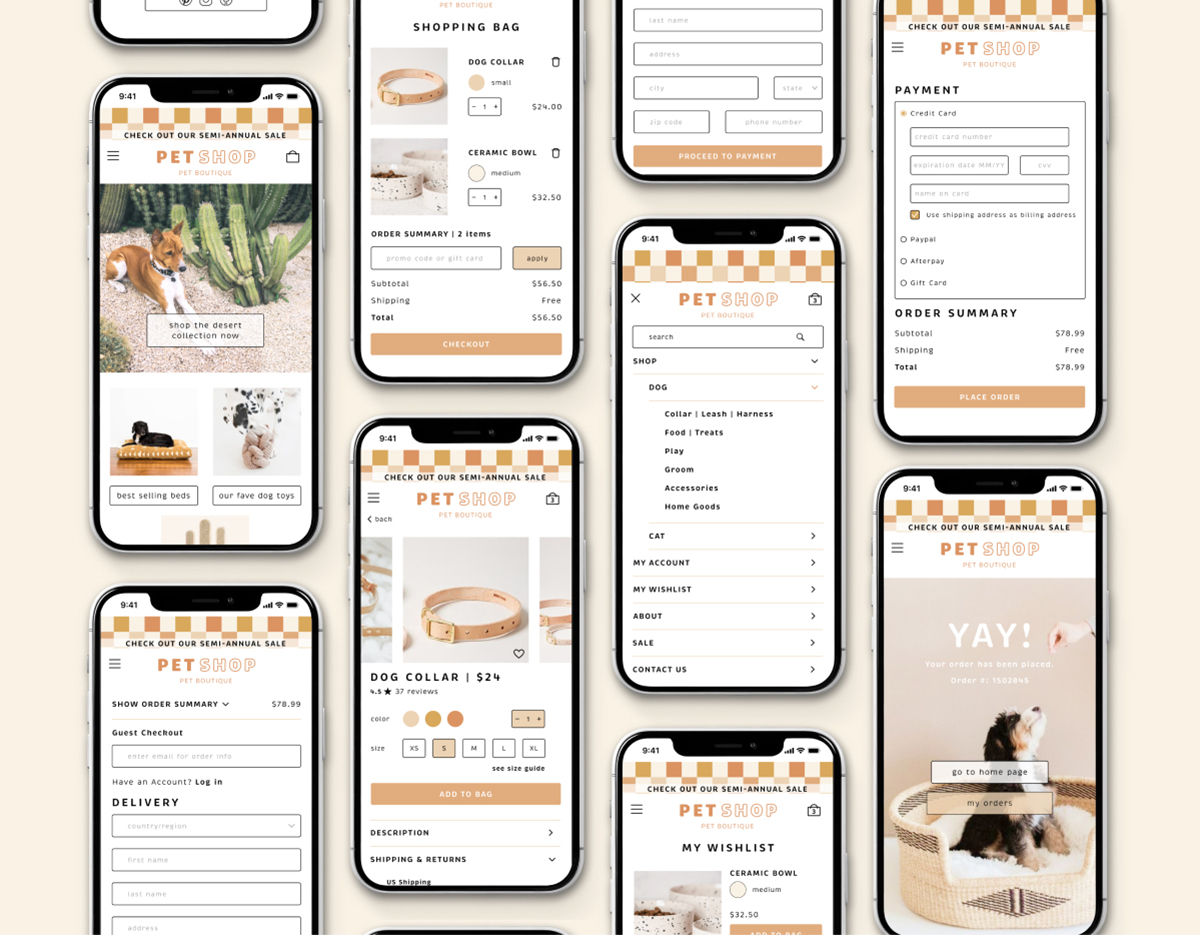 9:41
CHECK OUT OUR SEMI-ANNUAL SALE
PET SHOP
PET BOUTIQUE
shop the desert
collection now
best selling beds
our fave dog toys
9:41
CHECK OUT OUR SEMI-ANNUAL SALE
PET SHOP
PET BOUTIQUE
SHOW ORDER SUMMARY $78.99
Guest Checkout
enter email for order info
Have an Account? Log in
DELIVERY
country/region
first name
last name
address
PET BOUTIQUE
SHOPPING BAG
DOG COLLAR
small
- 1 + $24.00
CERAMIC BOWL
medium
- 1 + $32.50
ORDER SUMMARY | 2 items
promo code or gift card apply
Subtotal $56.50
Shipping Free
Total $56.50
CHECKOUT
9:41
CHECK OUT OUR SEMI-ANNUAL SALE
PET SHOP
PET BOUTIQUE
bach
DOG COLLAR | $24
4.5 ★ 37 reviews
color - 1 +
size XS S M L XL
see size guide
ADD TO BAG
DESCRIPTION
SHIPPING & RETURNS
US Shipping
last name
address
city state
zip code phone number
PROCEED TO PAYMENT
9:41
PET SHOP
3
PET BOUTIQUE
search
SHOP
DOG
Collar | Leash | Harness
Food | Treats
Play
Groom
Accessories
Home Goods
CAT
MY ACCOUNT
MY WISHLIST
ABOUT
SALE
CONTACT US
9:41
CHECK OUT OUR SEMI-ANNUAL SALE
PET SHOP
3
PET BOUTIQUE
MY WISHLIST
CERAMIC BOWL
medium
$32.50
ADD TO BAG
CHECK OUT OUR SEMI-ANNUAL SALE
PET SHOP
PET BOUTIQUE
PAYMENT
Credit Card
credit card number
expiration date MM/YY cvv
name on card
Use shipping address as billing address
Paypal
Afterpay
Gift Card
ORDER SUMMARY
Subtotal $78.99
Shipping Free
Total $78.99
PLACE ORDER
9:41
CHECK OUT OUR SEMI-ANNUAL SALE
PET SHOP
PET BOUTIQUE
YAY!
Your order has been placed.
Order #: 1502845
go to home page
my orders